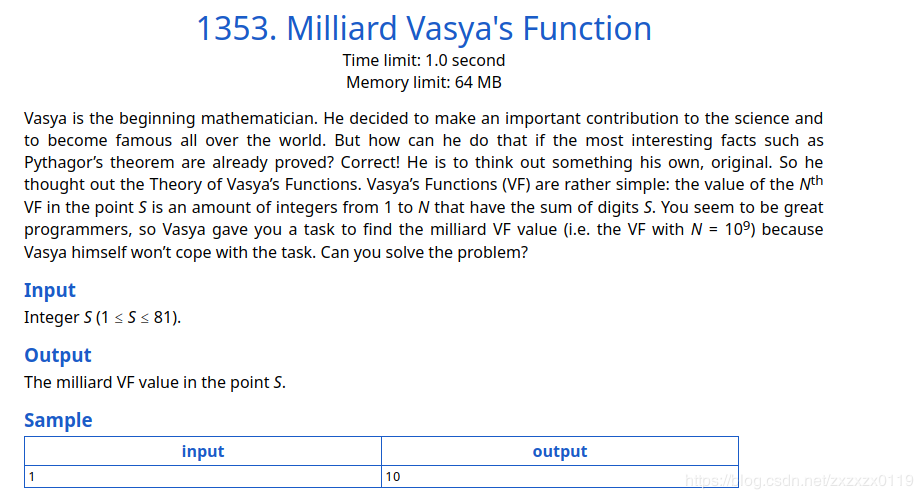 1353. Milliard Vasya's Function
Time limit: 1.0 second
Memory limit: 64 MB
Vasya is the beginning mathematician. He decided to make an important contribution to the science and
to become famous all over the world. But how can he do that if the most interesting facts such as
Pythagor’s theorem are already proved? Correct! He is to think out something his own, original. So he
thought out the Theory of Vasya’s Functions. Vasya’s Functions (VF) are rather simple: the value of the Nth
VF in the point S is an amount of integers from 1 to N that have the sum of digits S. You seem to be great
programmers, so Vasya gave you a task to find the milliard VF value (i.e. the VF with N = 10⁹) because
Vasya himself won’t cope with the task. Can you solve the problem?
Input
Integer S (1 ≤ S ≤ 81).
Output
The milliard VF value in the point S.
Sample
input output
1 10
https://blog.csdn.net/zxzxzx0119